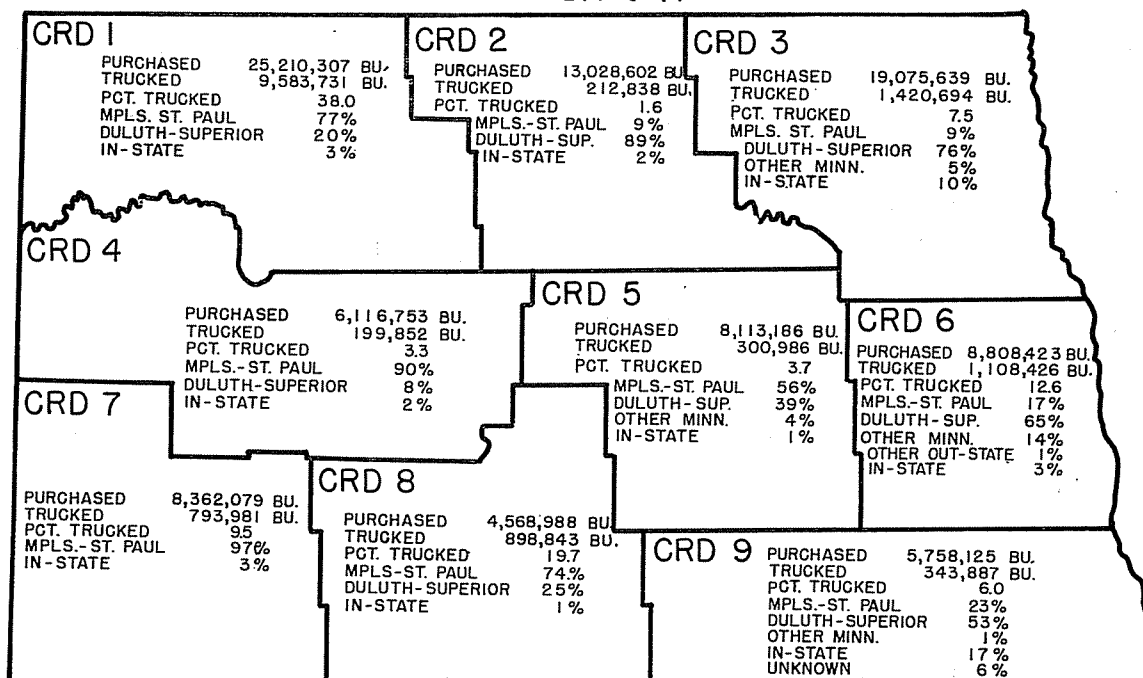 CRD 1
PURCHASED 25,210,307 BU.
TRUCKED 9,583,731 BU.
PCT. TRUCKED 38.0
MPLS. ST. PAUL 77%
DULUTH-SUPERIOR 20%
IN-STATE 3%
CRD 2
PURCHASED 13,028,602 BU.
TRUCKED 212,838 BU.
PCT. TRUCKED 1.6
MPLS.-ST. PAUL 9%
DULUTH-SUP. 89%
IN-STATE 2%
CRD 3
PURCHASED 19,075,639 BU.
TRUCKED 1,420,694 BU.
PCT. TRUCKED 7.5
MPLS. ST. PAUL 9%
DULUTH-SUPERIOR 76%
OTHER MINN. 5%
IN-STATE 10%
CRD 4
PURCHASED 6,116,753 BU.
TRUCKED 199,852 BU.
PCT. TRUCKED 3.3
MPLS.-ST. PAUL 90%
DULUTH-SUPERIOR 8%
IN-STATE 2%
CRD 5
PURCHASED 8,113,186 BU.
TRUCKED 300,986 BU.
PCT. TRUCKED 3.7
MPLS.-ST. PAUL 56%
DULUTH-SUP. 39%
OTHER MINN. 4%
IN-STATE 1%
CRD 6
PURCHASED 8,808,423 BU.
TRUCKED 1,108,426 BU.
PCT. TRUCKED 12.6
MPLS.-ST. PAUL 17%
DULUTH-SUP. 65%
OTHER MINN. 14%
OTHER OUT-STATE 1%
IN-STATE 3%
CRD 7
PURCHASED 8,362,079 BU.
TRUCKED 793,981 BU.
PCT. TRUCKED 9.5
MPLS.-ST. PAUL 97%
IN-STATE 3%
CRD 8
PURCHASED 4,568,988 BU.
TRUCKED 898,843 BU.
PCT. TRUCKED 19.7
MPLS-ST. PAUL 74%
DULUTH-SUPERIOR 25%
IN-STATE 1%
CRD 9
PURCHASED 5,758,125 BU.
TRUCKED 343,887 BU.
PCT. TRUCKED 6.0
MPLS.-ST. PAUL 23%
DULUTH-SUPERIOR 53%
OTHER MINN. 1%
IN-STATE 17%
UNKNOWN 6%